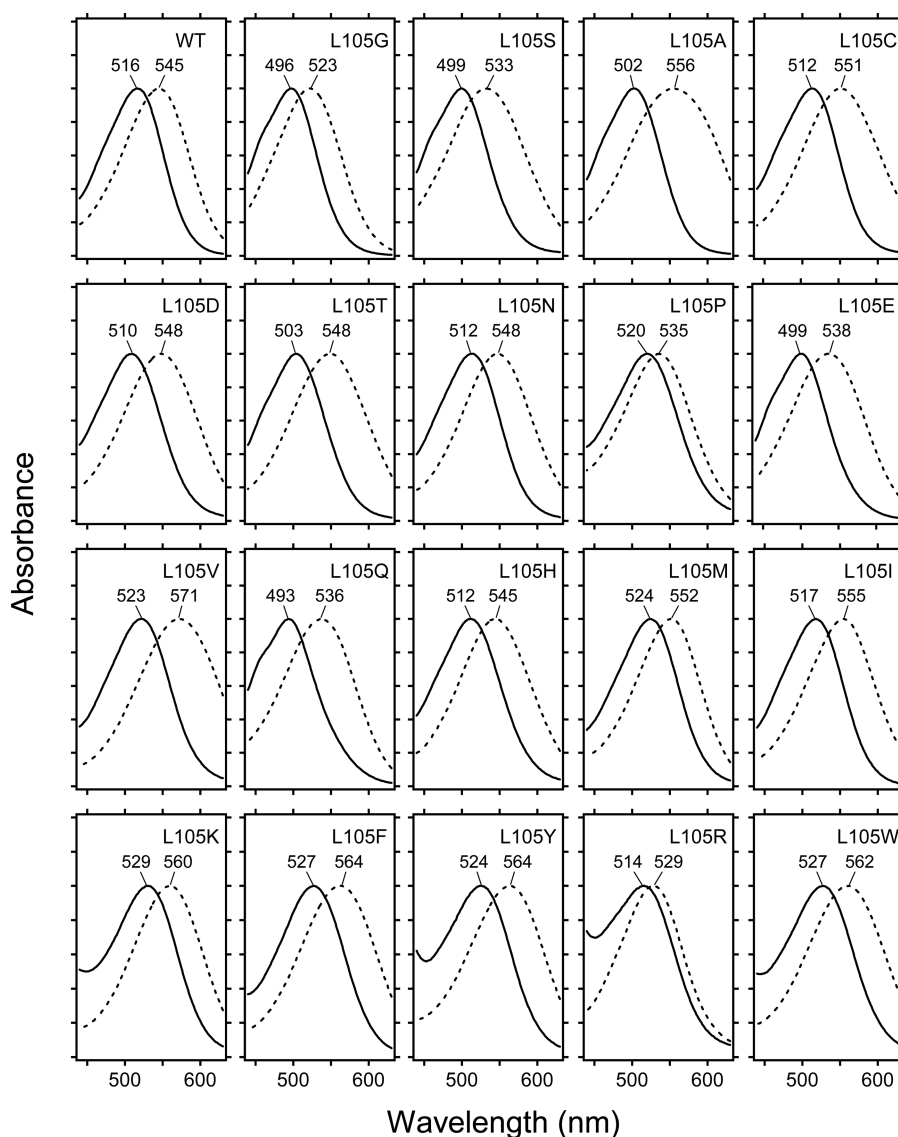 WT
516 545
L105G
496 523
L105S
499 533
L105A
502 556
L105C
512 551
L105D
510 548
L105T
503 548
L105N
512 548
L105P
520 535
L105E
499 538
Absorbance
L105V
523 571
L105Q
493 536
L105H
512 545
L105M
524 552
L105I
517 555
L105K
529 560
L105F
527 564
L105Y
524 564
L105R
514 529
L105W
527 562
500 600
500 600
500 600
500 600
500 600
Wavelength (nm)